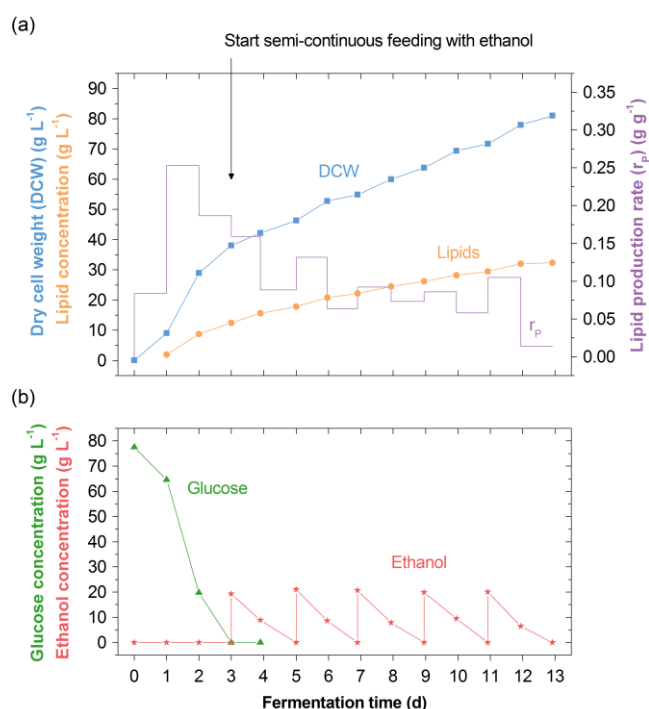 (a)
Start semi-continuous feeding with ethanol
Dry cell weight (DCW) (g L⁻¹)
Lipid concentration (g L⁻¹)
90
80
70
60
50
40
30
20
10
0
DCW
Lipids
rₚ
0.35
0.30
0.25
0.20
0.15
0.10
0.05
0.00
Lipid production rate (rₚ) (g g⁻¹)
(b)
Glucose concentration (g L⁻¹)
Ethanol concentration (g L⁻¹)
80
70
60
50
40
30
20
10
0
Glucose
Ethanol
0 1 2 3 4 5 6 7 8 9 10 11 12 13
Fermentation time (d)